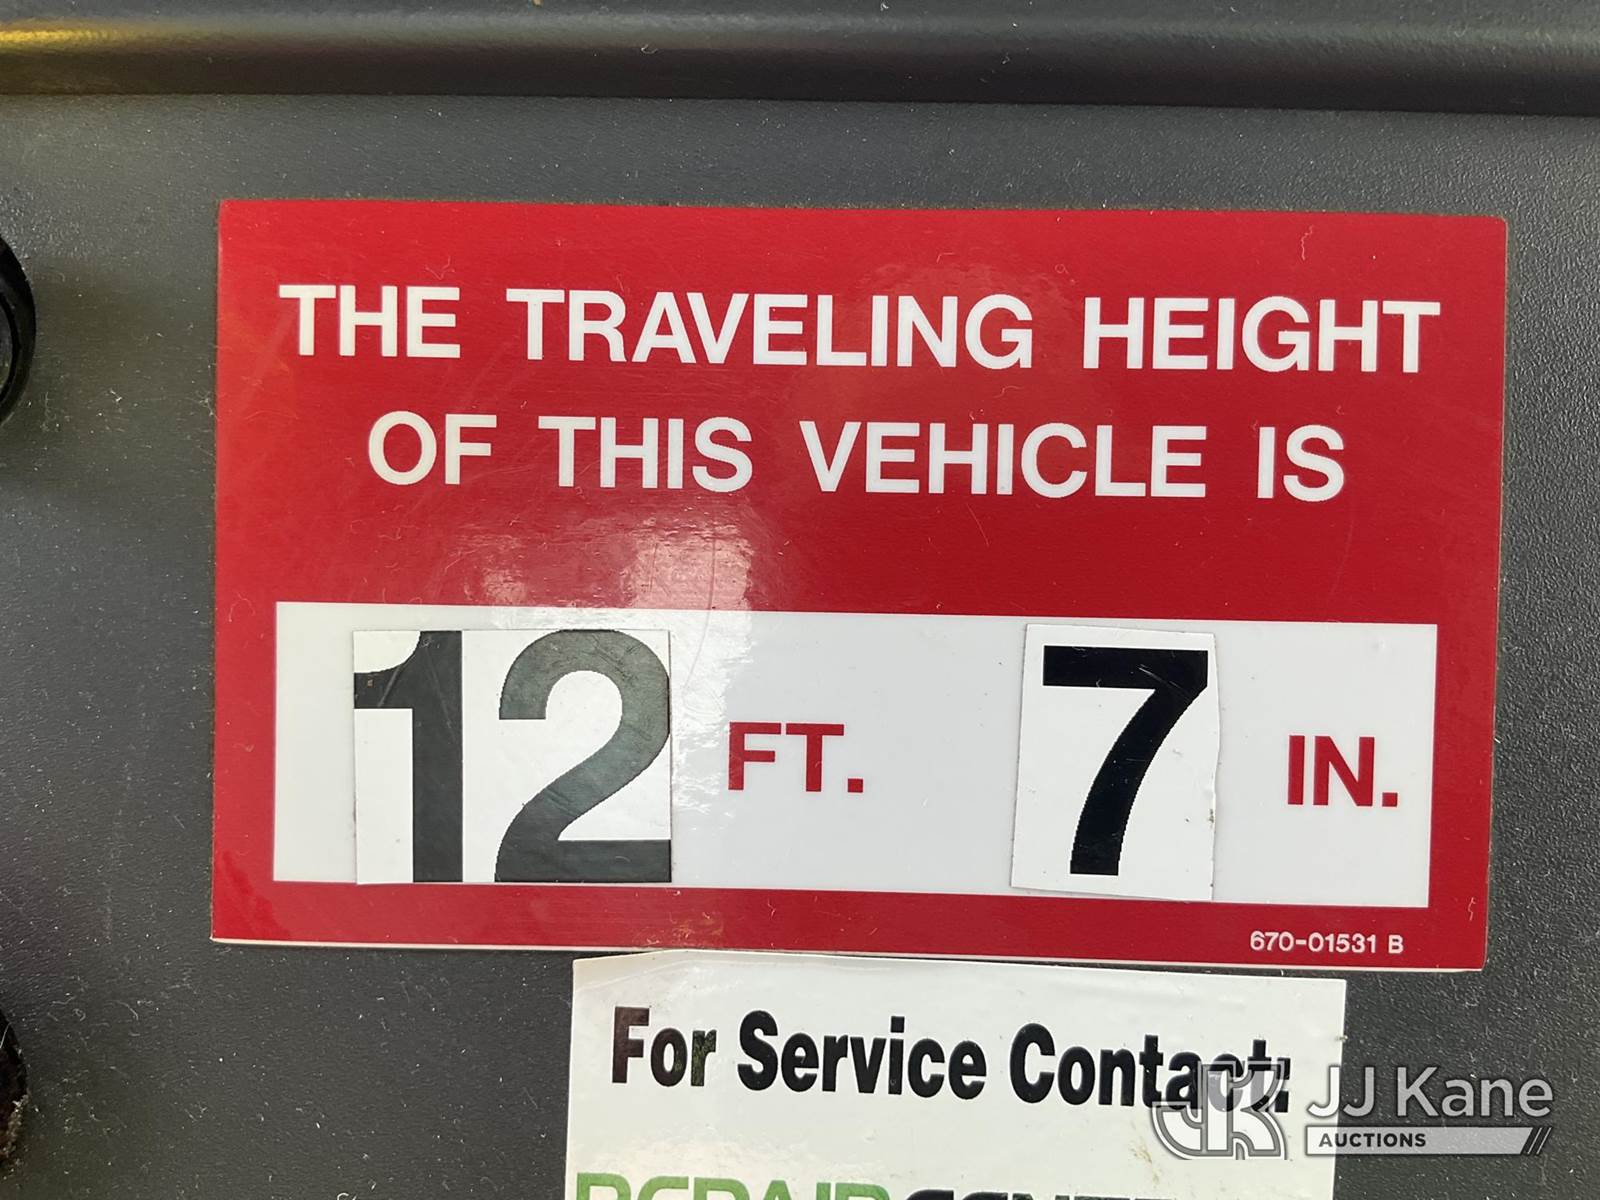 THE TRAVELING HEIGHT
OF THIS VEHICLE IS
12 FT. 7 IN.
670-01531 B
For Service Contact:
JJ Kane
AUCTIONS